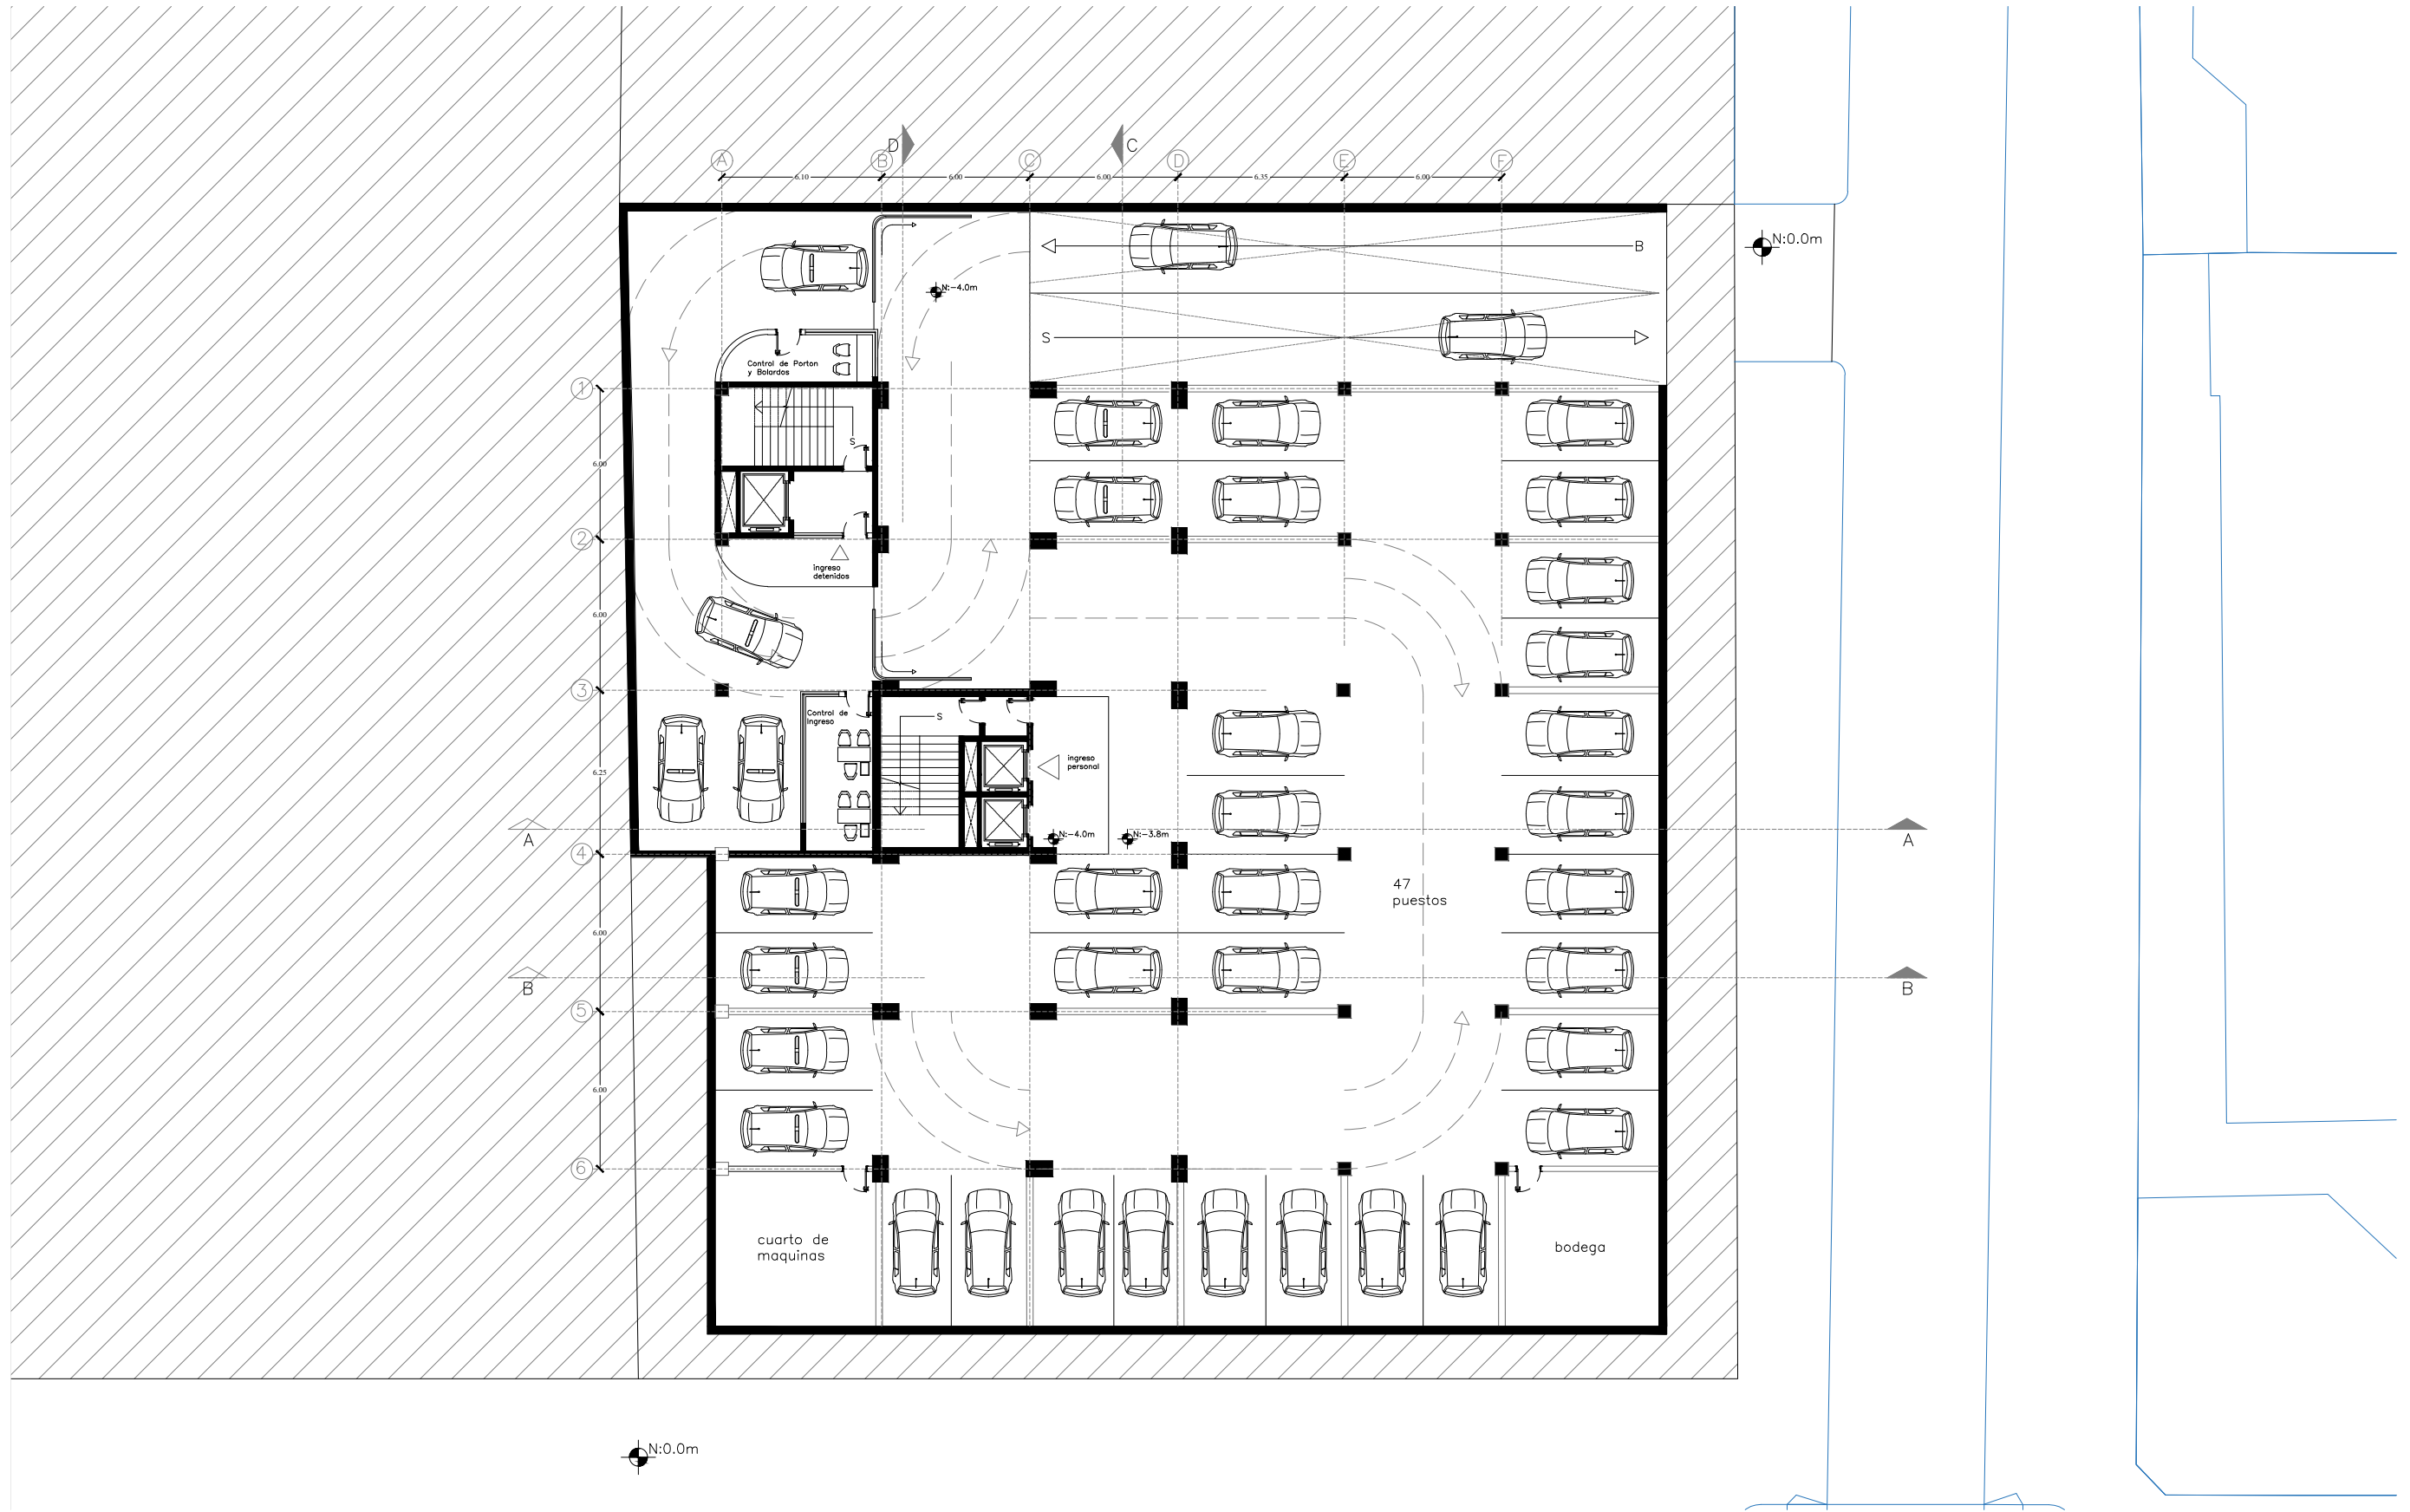 D
C
A
B
C
D
E
F
6.10
6.00
6.00
6.35
6.00
N:0.0m
B
N:-4.0m
S
Control de Porton
y Bolardos
1
S
6.00
2
ingreso
detenidos
6.00
3
Control de
Ingreso
S
ingreso
personal
6.25
N:-4.0m
N:-3.8m
A
A
4
47
puestos
6.00
B
B
5
6.00
6
cuarto de
maquinas
bodega
N:0.0m